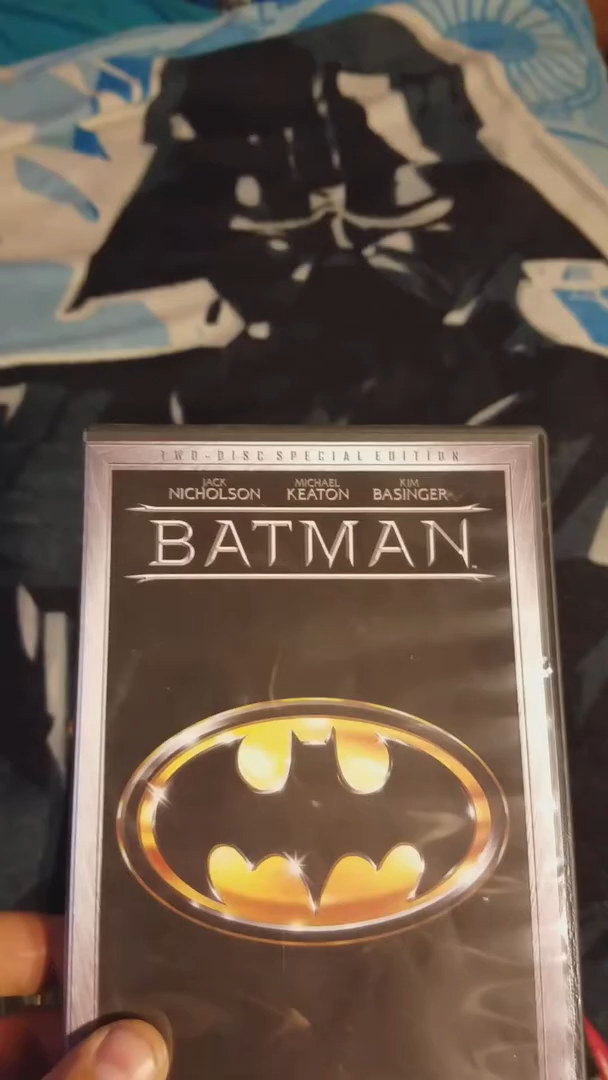 TWO-DISC SPECIAL EDITION
JACK NICHOLSON MICHAEL KEATON KIM BASINGER
BATMAN